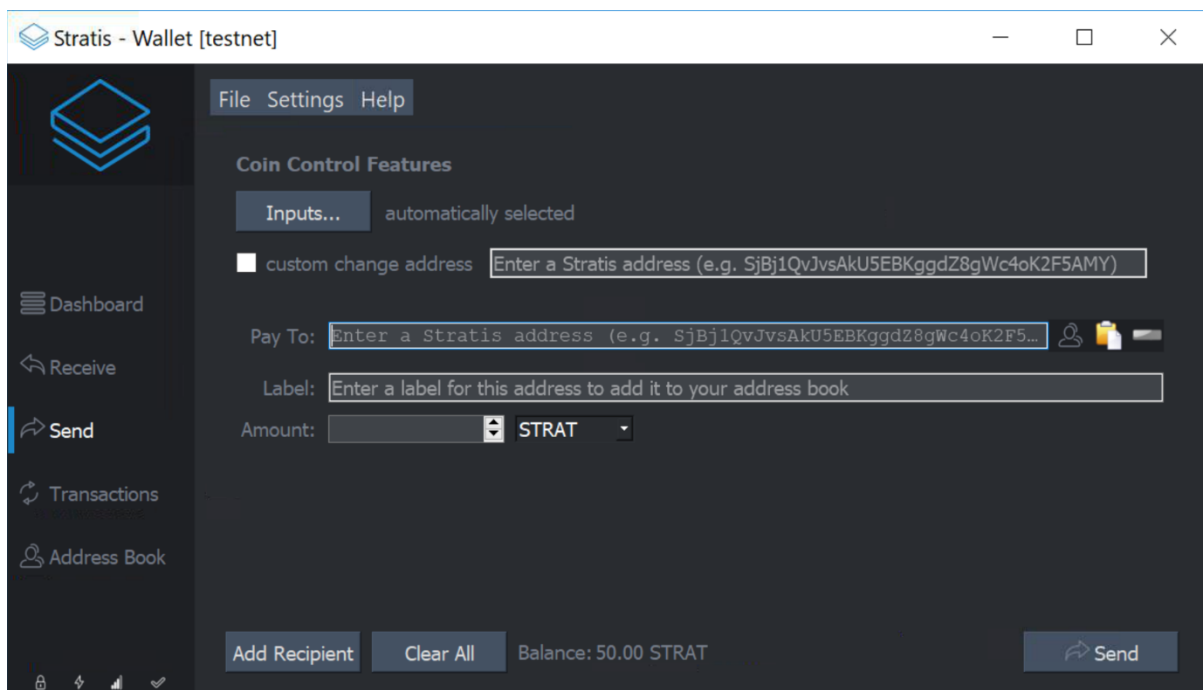 Stratis - Wallet [testnet]
File Settings Help
Coin Control Features
Inputs... automatically selected
custom change address Enter a Stratis address (e.g. SjBj1QvJvsAkU5EBKggdZ8gWc4oK2F5AMY)
Dashboard
Pay To: Enter a Stratis address (e.g. SjBj1QvJvsAkU5EBKggdZ8gWc4oK2F5…
Receive
Label: Enter a label for this address to add it to your address book
Send
Amount: STRAT
Transactions
Address Book
Add Recipient Clear All Balance: 50.00 STRAT Send